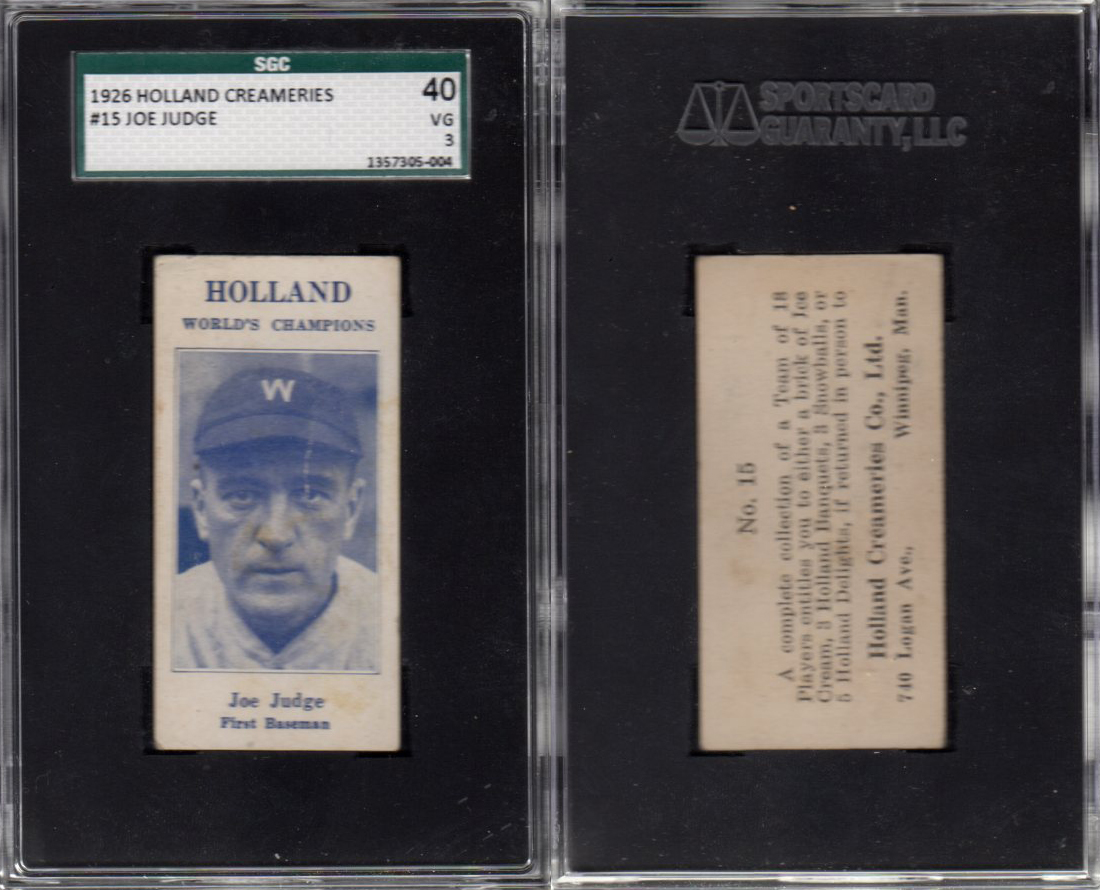 SGC
1926 HOLLAND CREAMERIES
40
#15 JOE JUDGE
VG
3
1357305-004
HOLLAND
WORLD'S CHAMPIONS
W
Joe Judge
First Baseman
SPORTSCARD
GUARANTY, LLC
No. 15
A complete collection of a Team of 18
Players entitles you to either a brick of Ice
Cream, 3 Holland Banquets, 3 Snowballs, or
5 Holland Delights, if returned in person to
Holland Creameries Co., Ltd.
740 Logan Ave., Winnipeg, Man.